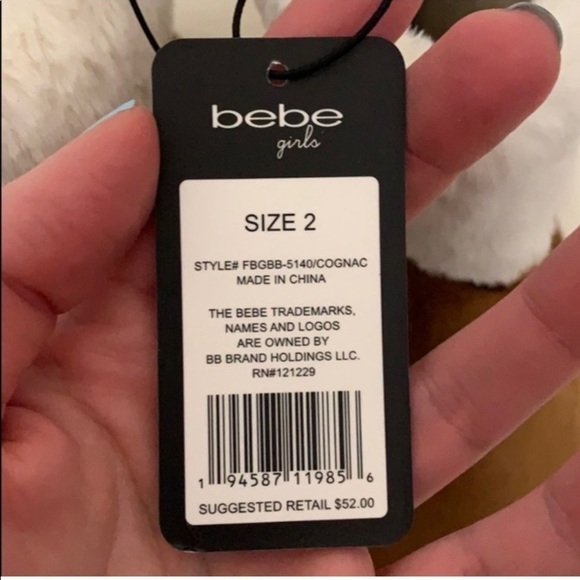 bebe
girls
SIZE 2
STYLE# FBGBB-5140/COGNAC
MADE IN CHINA
THE BEBE TRADEMARKS,
NAMES AND LOGOS
ARE OWNED BY
BB BRAND HOLDINGS LLC.
RN#121229
1 94587 11985 6
SUGGESTED RETAIL $52.00